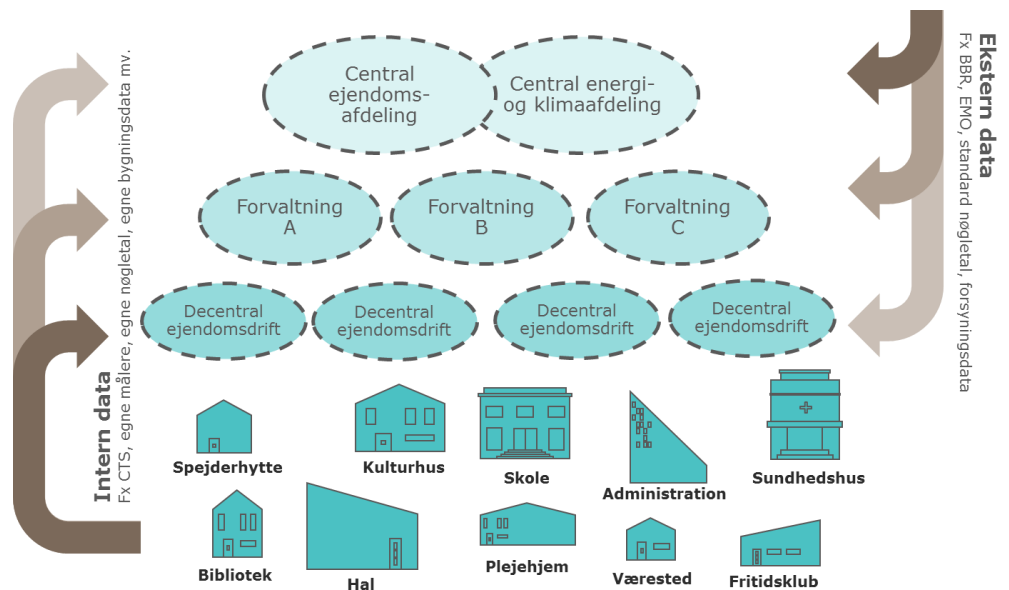 Central
ejendoms-
afdeling
Central energi-
og klimaafdeling
Forvaltning
A
Forvaltning
B
Forvaltning
C
Decentral
ejendomsdrift
Decentral
ejendomsdrift
Decentral
ejendomsdrift
Decentral
ejendomsdrift
Spejderhytte
Kulturhus
Skole
Administration
Sundhedshus
Bibliotek
Hal
Plejehjem
Værested
Fritidsklub
Intern data
Fx CTS, egne målere, egne nøgletal, egne bygningsdata mv.
Ekstern data
Fx BBR, EMO, standard nøgletal, forsyningsdata